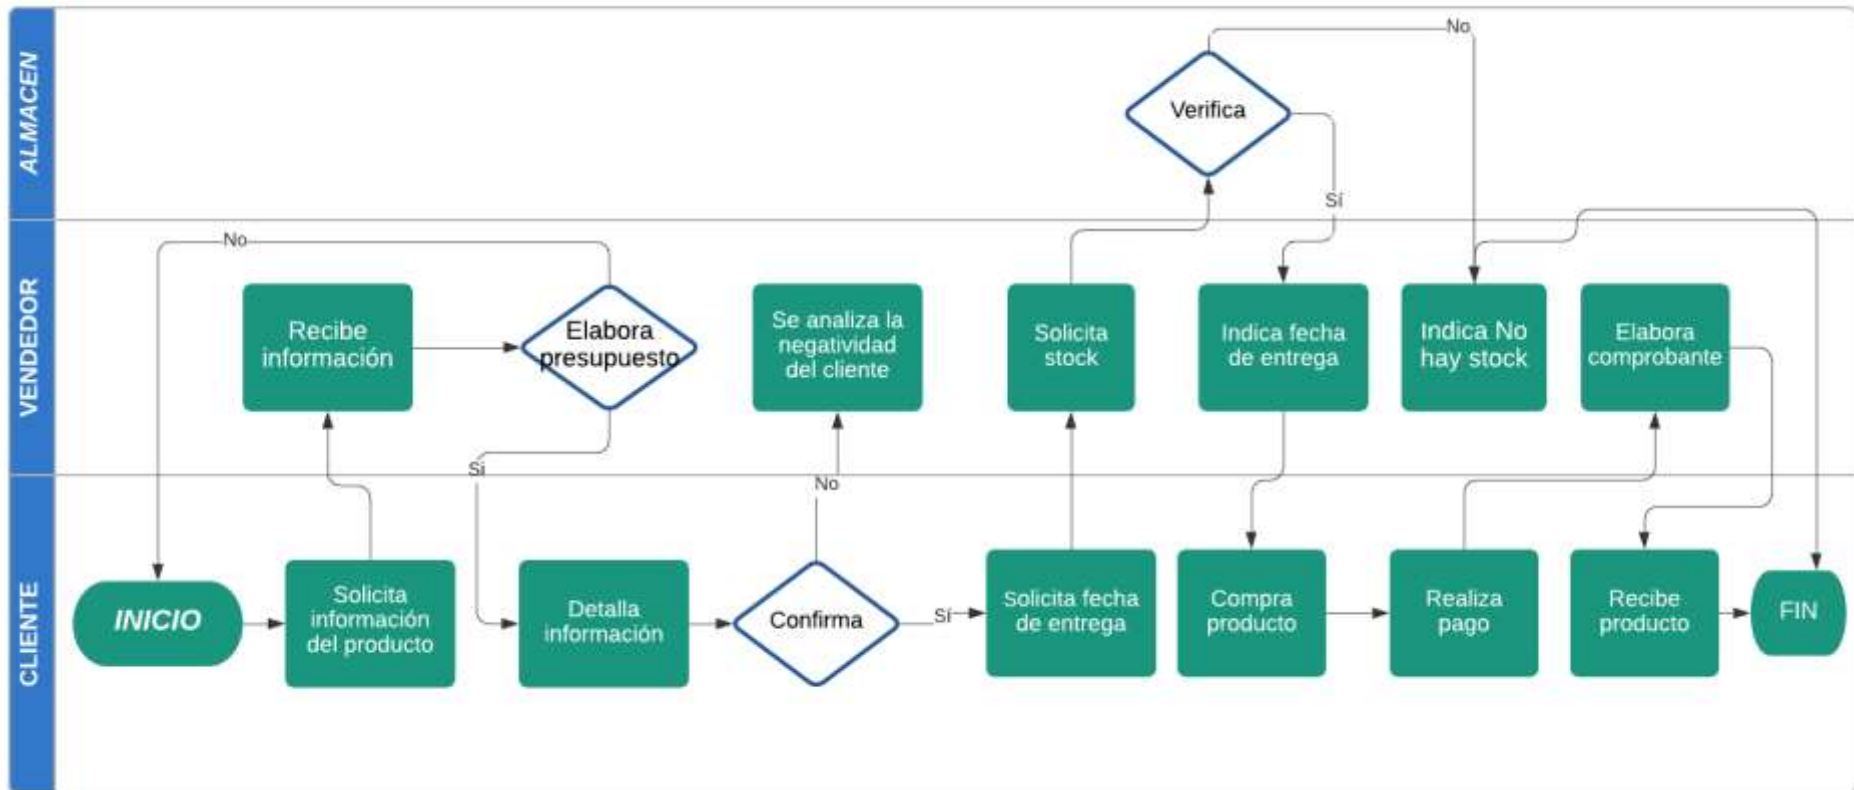 ALMACEN
No
Verifica
Sí
VENDEDOR
No
Recibe
información
Elabora
presupuesto
Se analiza la
negatividad
del cliente
Solicita
stock
Indica fecha
de entrega
Indica No
hay stock
Elabora
comprobante
Si
No
CLIENTE
INICIO
Solicita
información
del producto
Detalla
información
Confirma
Sí
Solicita fecha
de entrega
Compra
producto
Realiza
pago
Recibe
producto
FIN